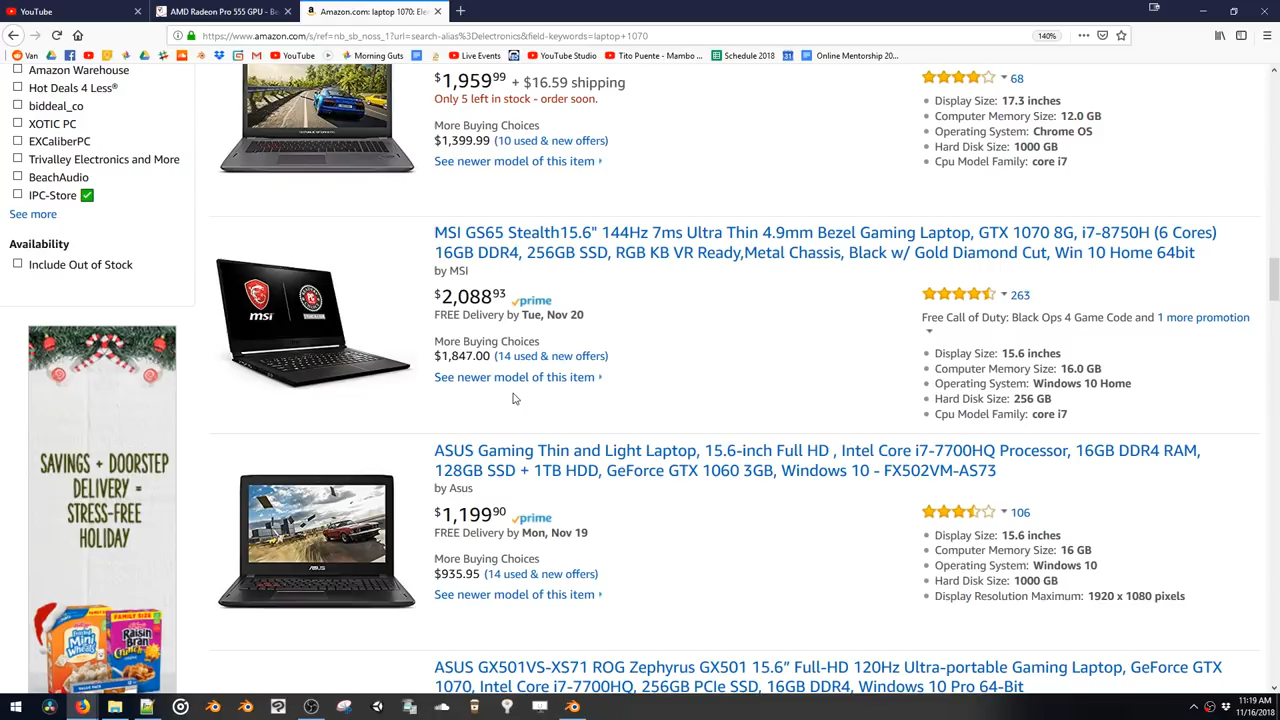 YouTube
AMD Radeon Pro 555 GPU - Be
Amazon.com: laptop 1070: Ele
https://www.amazon.com/s/ref=nb_sb_noss_1?url=search-alias%3Delectronics&field-keywords=laptop+1070
140%
Van
YouTube
Morning Guts
Live Events
YouTube Studio
Tito Puente - Mambo ...
Schedule 2018
Online Mentorship 20...
Amazon Warehouse
Hot Deals 4 Less®
biddeal_co
XOTIC PC
EXCaliberPC
Trivalley Electronics and More
BeachAudio
IPC-Store
See more
Availability
Include Out of Stock
SAVINGS + DOORSTEP
DELIVERY =
STRESS-FREE
HOLIDAY
FAMILY SIZE
Mini
Wheats
Raisin
Bran
Crunch
$1,959.99 + $16.59 shipping
Only 5 left in stock - order soon.
More Buying Choices
$1,399.99 (10 used & new offers)
See newer model of this item
68
Display Size: 17.3 inches
Computer Memory Size: 12.0 GB
Operating System: Chrome OS
Hard Disk Size: 1000 GB
Cpu Model Family: core i7
MSI GS65 Stealth15.6" 144Hz 7ms Ultra Thin 4.9mm Bezel Gaming Laptop, GTX 1070 8G, i7-8750H (6 Cores)
16GB DDR4, 256GB SSD, RGB KB VR Ready,Metal Chassis, Black w/ Gold Diamond Cut, Win 10 Home 64bit
by MSI
msi
$2,088.93 prime
FREE Delivery by Tue, Nov 20
More Buying Choices
$1,847.00 (14 used & new offers)
See newer model of this item
263
Free Call of Duty: Black Ops 4 Game Code and 1 more promotion
Display Size: 15.6 inches
Computer Memory Size: 16.0 GB
Operating System: Windows 10 Home
Hard Disk Size: 256 GB
Cpu Model Family: core i7
ASUS Gaming Thin and Light Laptop, 15.6-inch Full HD , Intel Core i7-7700HQ Processor, 16GB DDR4 RAM,
128GB SSD + 1TB HDD, GeForce GTX 1060 3GB, Windows 10 - FX502VM-AS73
by Asus
ASUS
$1,199.90 prime
FREE Delivery by Mon, Nov 19
More Buying Choices
$935.95 (14 used & new offers)
See newer model of this item
106
Display Size: 15.6 inches
Computer Memory Size: 16 GB
Operating System: Windows 10
Hard Disk Size: 1000 GB
Display Resolution Maximum: 1920 x 1080 pixels
ASUS GX501VS-XS71 ROG Zephyrus GX501 15.6” Full-HD 120Hz Ultra-portable Gaming Laptop, GeForce GTX
1070, Intel Core i7-7700HQ, 256GB PCIe SSD, 16GB DDR4, Windows 10 Pro 64-Bit
11:19 AM
11/16/2018